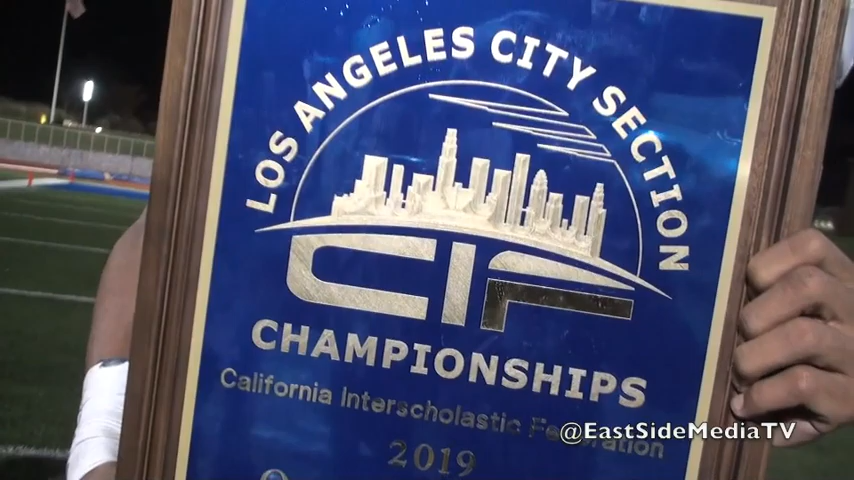 LOS ANGELES CITY SECTION
CIF
CHAMPIONSHIPS
California Interscholastic Federation
2019
@EastSideMediaTV